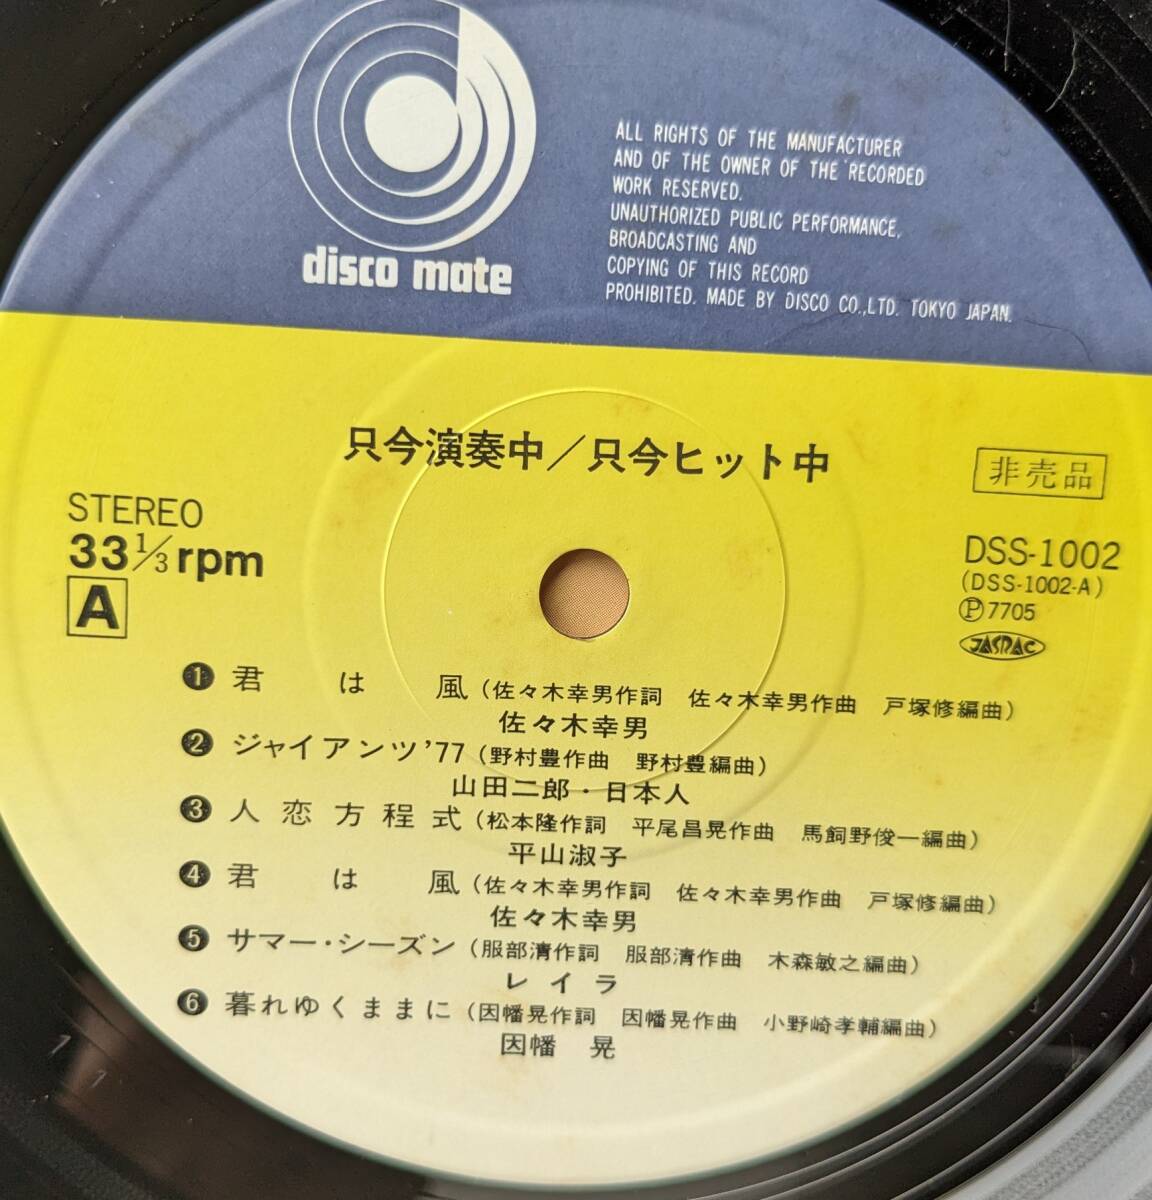 disco mate
ALL RIGHTS OF THE MANUFACTURER
AND OF THE OWNER OF THE RECORDED
WORK RESERVED.
UNAUTHORIZED PUBLIC PERFORMANCE,
BROADCASTING AND
COPYING OF THIS RECORD
PROHIBITED. MADE BY DISCO CO.,LTD. TOKYO JAPAN.
只今演奏中/只今ヒット中
非売品
STEREO
33 1/3 rpm
A
DSS-1002
(DSS-1002-A)
Ⓟ7705
JASRAC
❶ 君は風(佐々木幸男作詞 佐々木幸男作曲 戸塚修編曲)
佐々木幸男
❷ ジャイアンツ'77(野村豊作曲 野村豊編曲)
山田二郎・日本人
❸ 人恋方程式(松本隆作詞 平尾昌晃作曲 馬飼野俊一編曲)
平山淑子
❹ 君は風(佐々木幸男作詞 佐々木幸男作曲 戸塚修編曲)
佐々木幸男
❺ サマー・シーズン(服部清作詞 服部清作曲 木森敏之編曲)
レイラ
❻ 暮れゆくままに(因幡晃作詞 因幡晃作曲 小野崎孝輔編曲)
因幡 晃